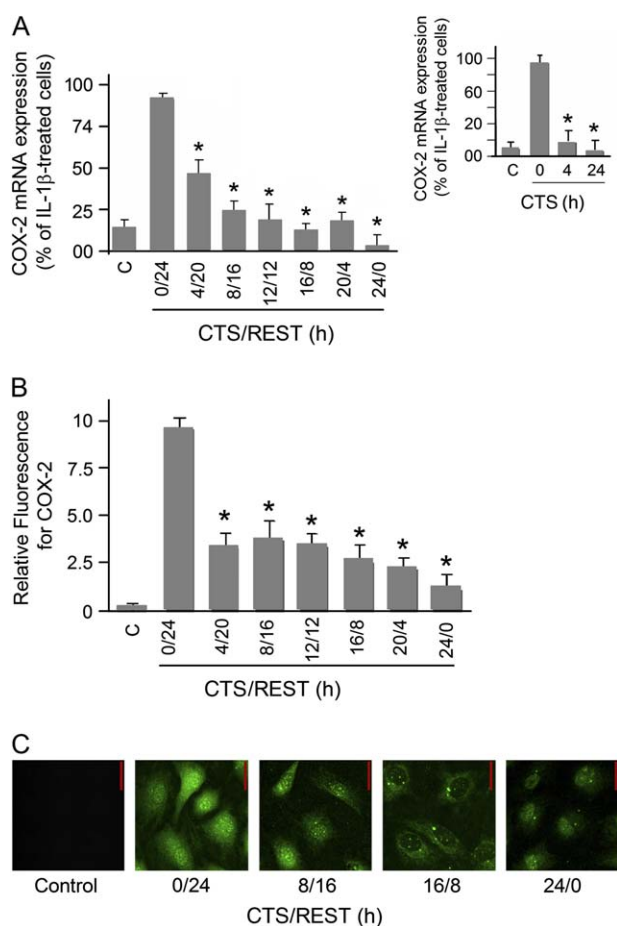 A
COX-2 mRNA expression
(% of IL-1β-treated cells)
100
74
50
25
00
*
*
*
*
*
*
C
0/24
4/20
8/16
12/12
16/8
20/4
24/0
CTS/REST (h)
COX-2 mRNA expression
(% of IL-1β-treated cells)
100
80
60
20
00
*
*
C
0
4
24
CTS (h)
B
Relative Fluorescence
for COX-2
10
7.5
5.0
2.5
0
*
*
*
*
*
*
C
0/24
4/20
8/16
12/12
16/8
20/4
24/0
CTS/REST (h)
C
Control
0/24
8/16
16/8
24/0
CTS/REST (h)